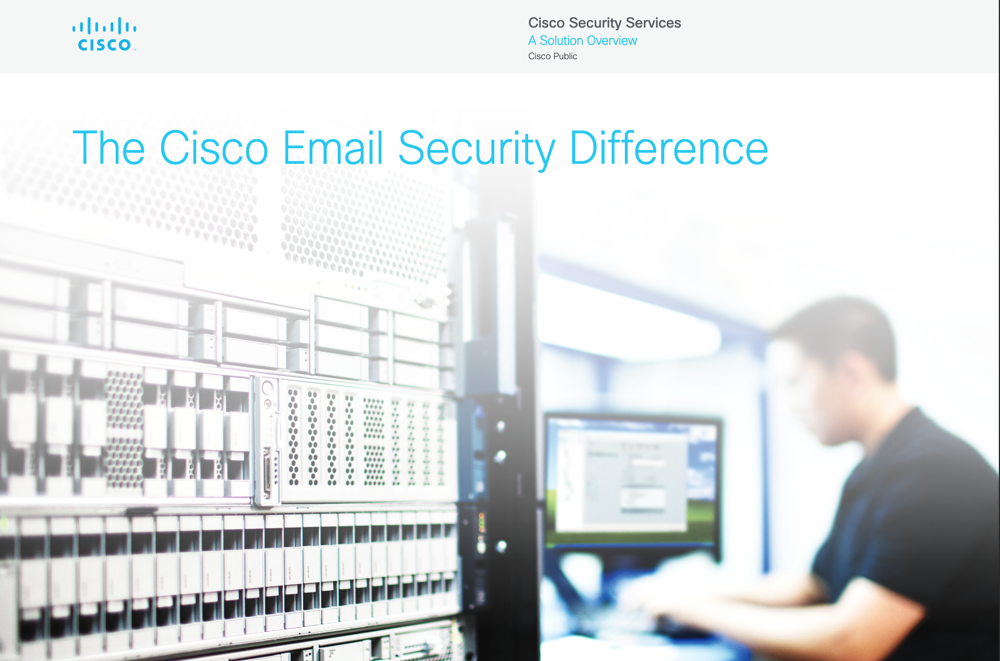 CISCO
Cisco Security Services
A Solution Overview
Cisco Public
The Cisco Email Security Difference